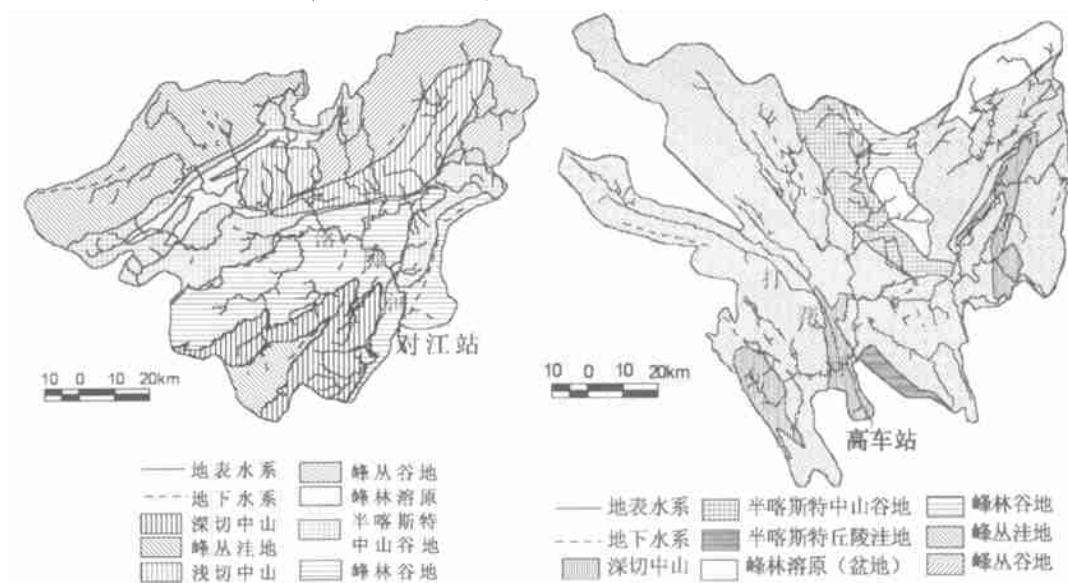 对江站
10 0 10 20km
地表水系
地下水系
深切中山
峰丛洼地
浅切中山
峰丛谷地
峰林溶原
半喀斯特
中山谷地
峰林谷地
打
高车站
10 0 10 20km
地表水系
地下水系
深切中山
半喀斯特中山谷地
半喀斯特丘陵洼地
峰林溶原（盆地）
峰林谷地
峰丛洼地
峰丛谷地